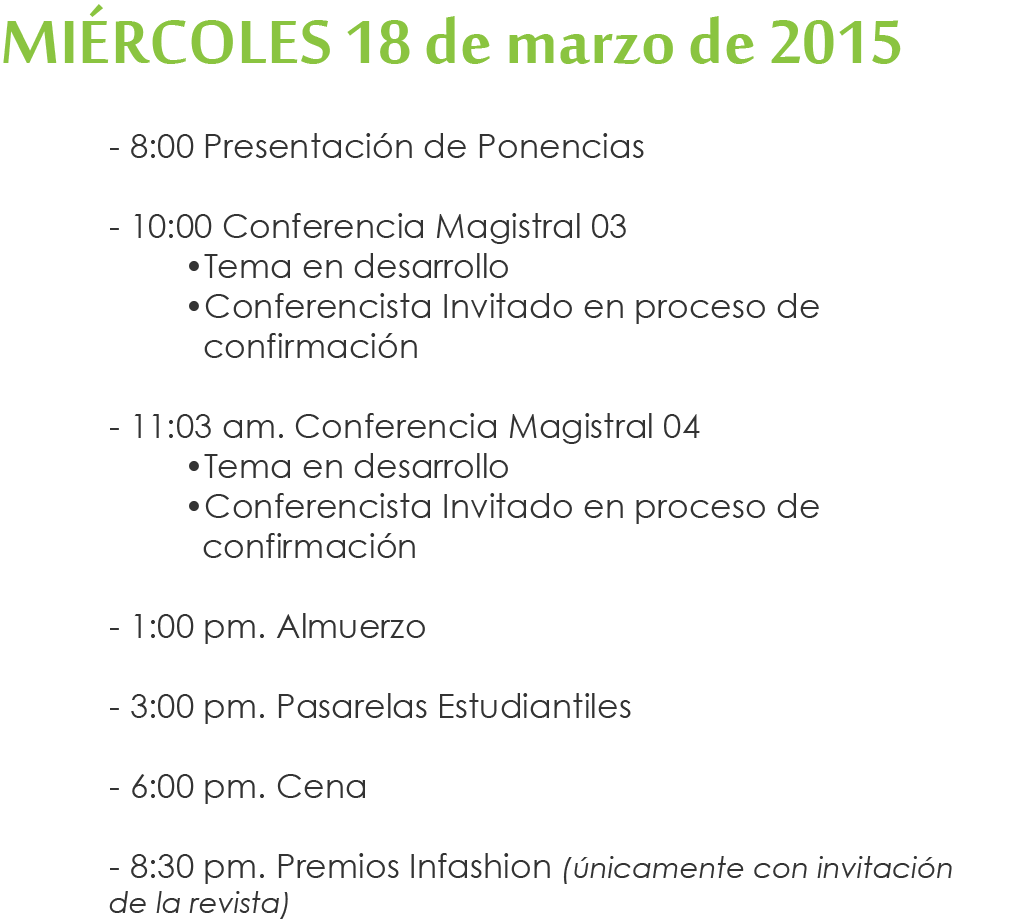 MIÉRCOLES 18 de marzo de 2015
- 8:00 Presentación de Ponencias
- 10:00 Conferencia Magistral 03
•Tema en desarrollo
•Conferencista Invitado en proceso de
confirmación
- 11:03 am. Conferencia Magistral 04
•Tema en desarrollo
•Conferencista Invitado en proceso de
confirmación
- 1:00 pm. Almuerzo
- 3:00 pm. Pasarelas Estudiantiles
- 6:00 pm. Cena
- 8:30 pm. Premios Infashion (únicamente con invitación
de la revista)